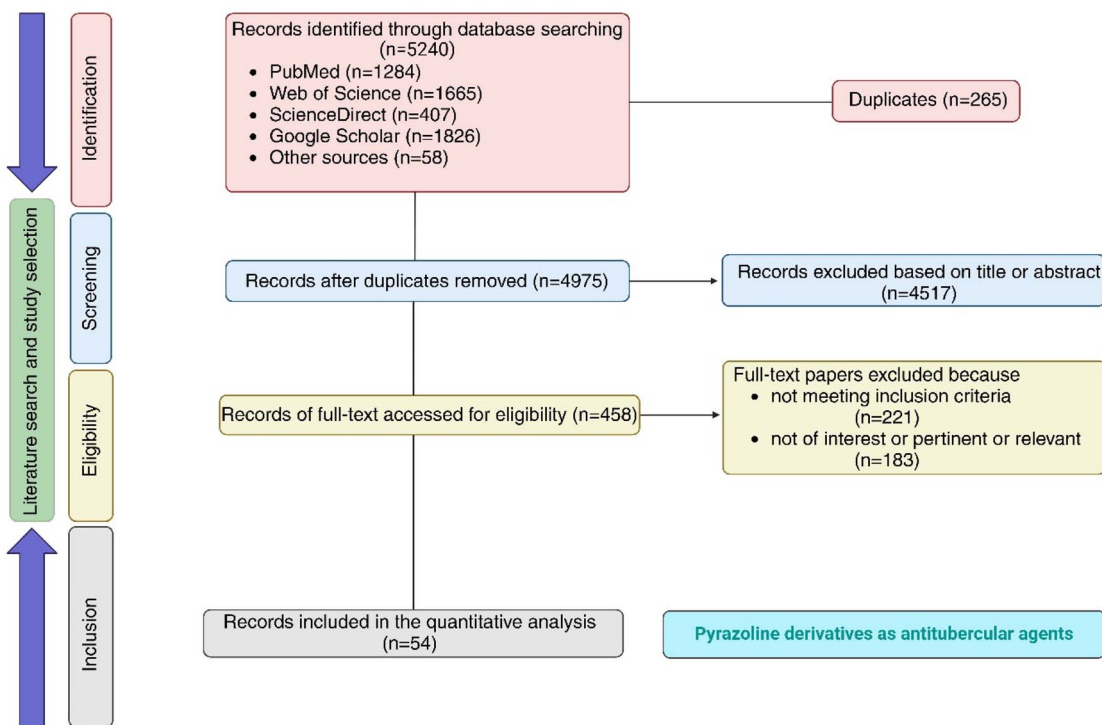 Literature search and study selection
Identification
Records identified through database searching
(n=5240)
• PubMed (n=1284)
• Web of Science (n=1665)
• ScienceDirect (n=407)
• Google Scholar (n=1826)
• Other sources (n=58)
Duplicates (n=265)
Screening
Records after duplicates removed (n=4975)
Records excluded based on title or abstract
(n=4517)
Eligibility
Records of full-text accessed for eligibility (n=458)
Full-text papers excluded because
• not meeting inclusion criteria
(n=221)
• not of interest or pertinent or relevant
(n=183)
Inclusion
Records included in the quantitative analysis
(n=54)
Pyrazoline derivatives as antitubercular agents